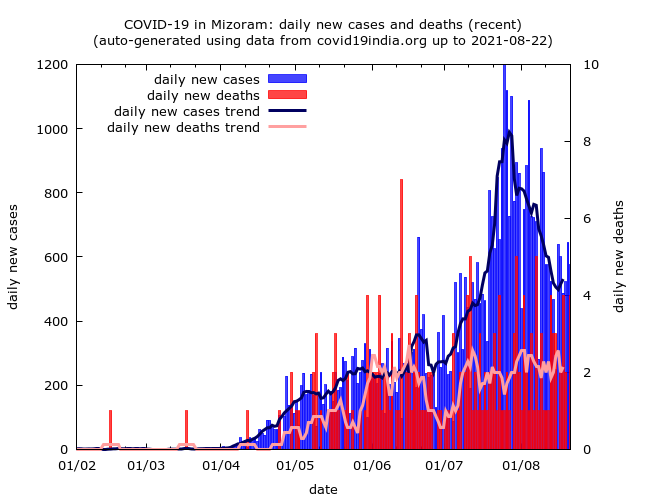 COVID-19 in Mizoram: daily new cases and deaths (recent)
(auto-generated using data from covid19india.org up to 2021-08-22)
daily new cases
daily new deaths
daily new cases trend
daily new deaths trend
1200
1000
800
600
400
200
0
10
8
6
4
2
0
daily new cases
daily new deaths
01/02 01/03 01/04 01/05 01/06 01/07 01/08
date